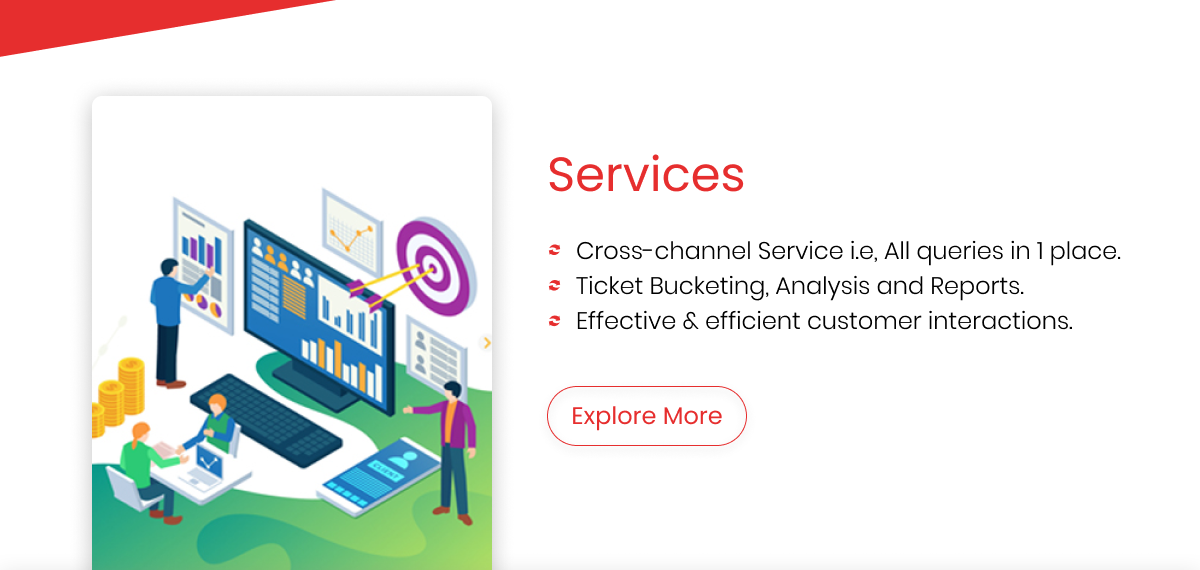 Services
Cross-channel Service i.e, All queries in 1 place.
Ticket Bucketing, Analysis and Reports.
Effective & efficient customer interactions.
Explore More
CLIENT